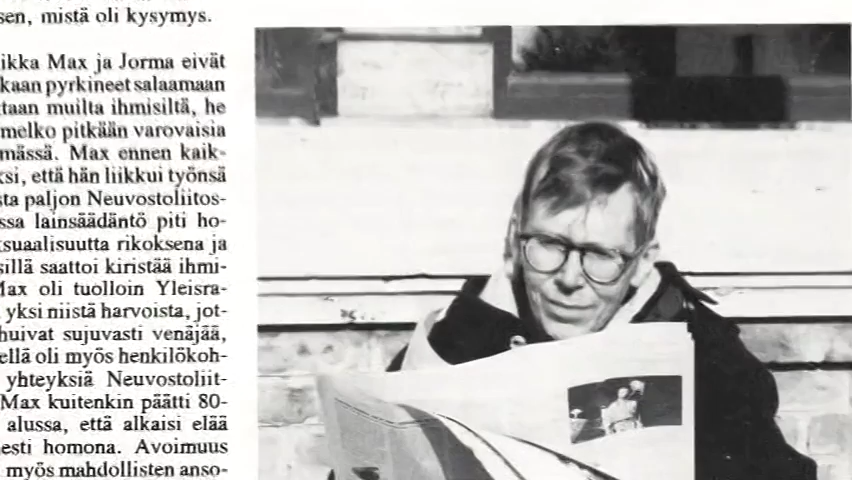 sen, mistä oli kysymys.
ikka Max ja Jorma eivät
kaan pyrkineet salaamaan
taan muilta ihmisiltä, he
melko pitkään varovaisia
mässä. Max ennen kaik-
ksi, että hän liikkui työnsä
sta paljon Neuvostoliitos-
ssa lainsäädäntö piti ho-
ksuaalisuutta rikoksena ja
sillä saattoi kiristää ihmi-
Max oli tuolloin Yleisra-
yksi niistä harvoista, jot-
huivat sujuvasti venäjää,
ellä oli myös henkilökoh-
yhteyksiä Neuvostoliit-
Max kuitenkin päätti 80-
alussa, että alkaisi elää
esti homona. Avoimuus
myös mahdollisten anso-